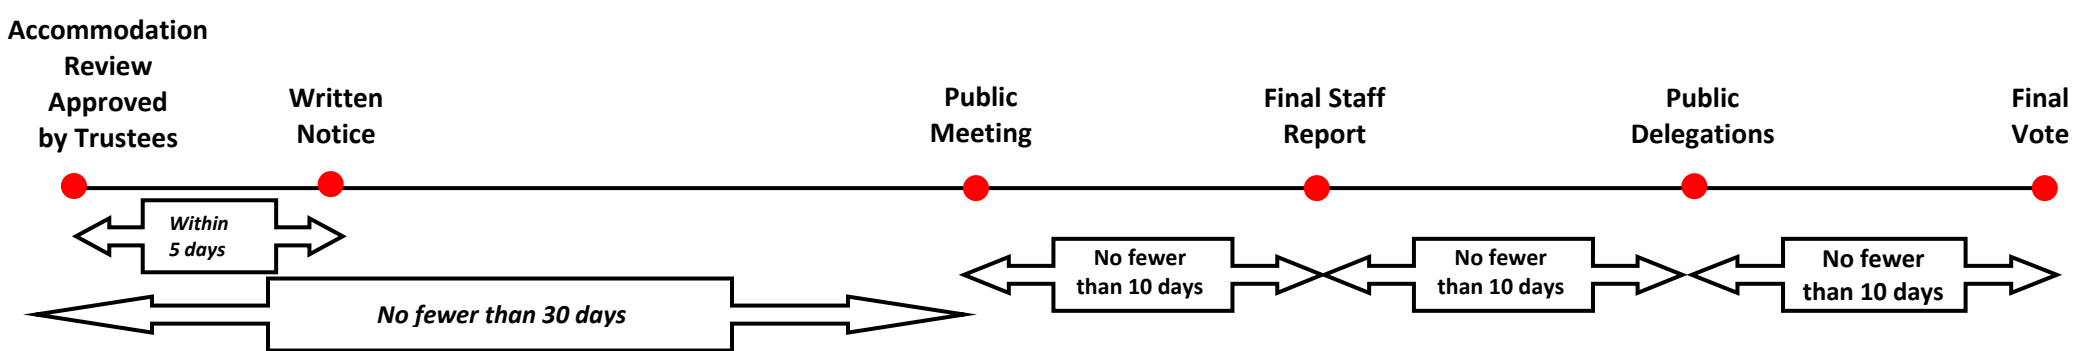 Accommodation
Review
Approved
by Trustees
Written
Notice
Public
Meeting
Final Staff
Report
Public
Delegations
Final
Vote
Within
5 days
No fewer than 30 days
No fewer
than 10 days
No fewer
than 10 days
No fewer
than 10 days